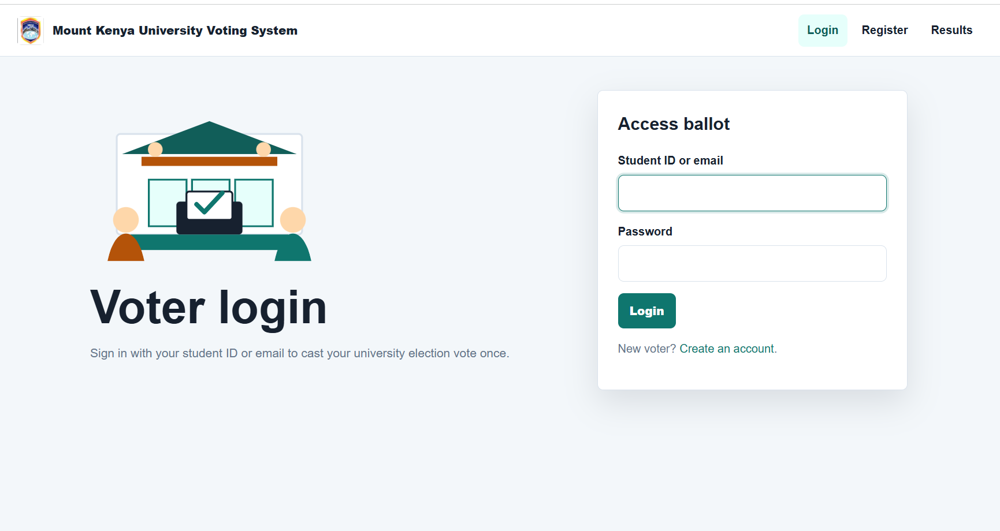 Mount Kenya University Voting System
Login
Register
Results
Voter login
Sign in with your student ID or email to cast your university election vote once.
Access ballot
Student ID or email
Password
Login
New voter? Create an account.